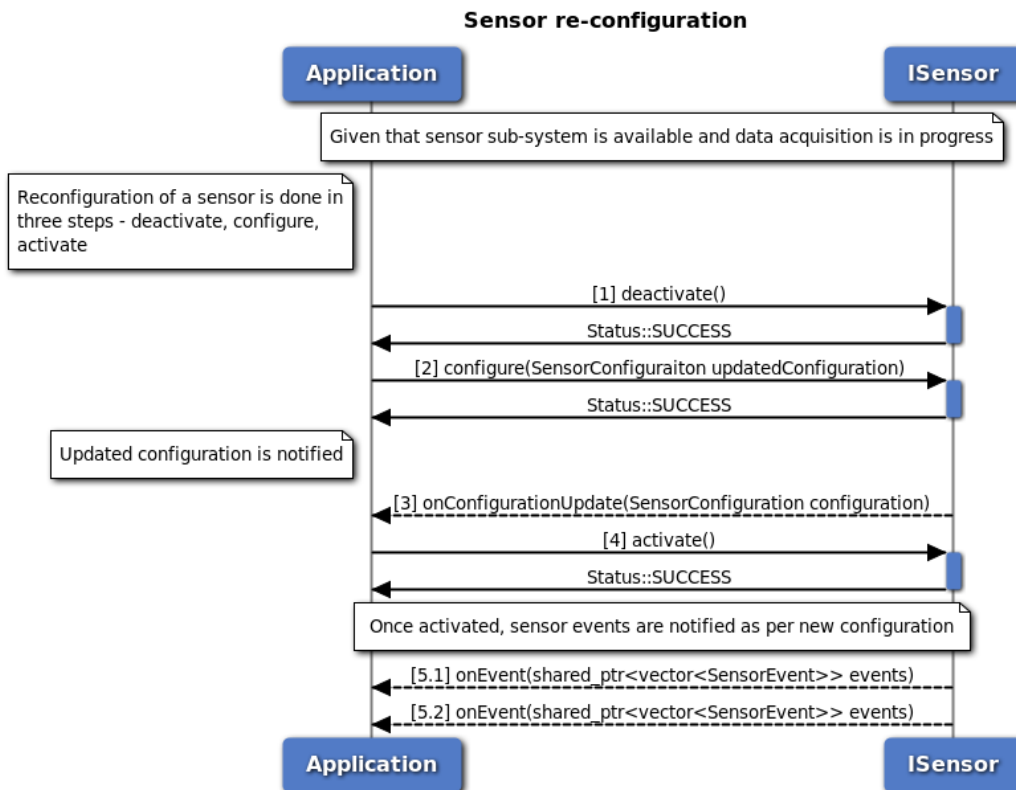 Sensor re-configuration
Application
ISensor
Given that sensor sub-system is available and data acquisition is in progress
Reconfiguration of a sensor is done in
three steps - deactivate, configure,
activate
[1] deactivate()
Status::SUCCESS
[2] configure(SensorConfiguraiton updatedConfiguration)
Status::SUCCESS
Updated configuration is notified
[3] onConfigurationUpdate(SensorConfiguration configuration)
[4] activate()
Status::SUCCESS
Once activated, sensor events are notified as per new configuration
[5.1] onEvent(shared_ptr<vector<SensorEvent>> events)
[5.2] onEvent(shared_ptr<vector<SensorEvent>> events)
Application
ISensor